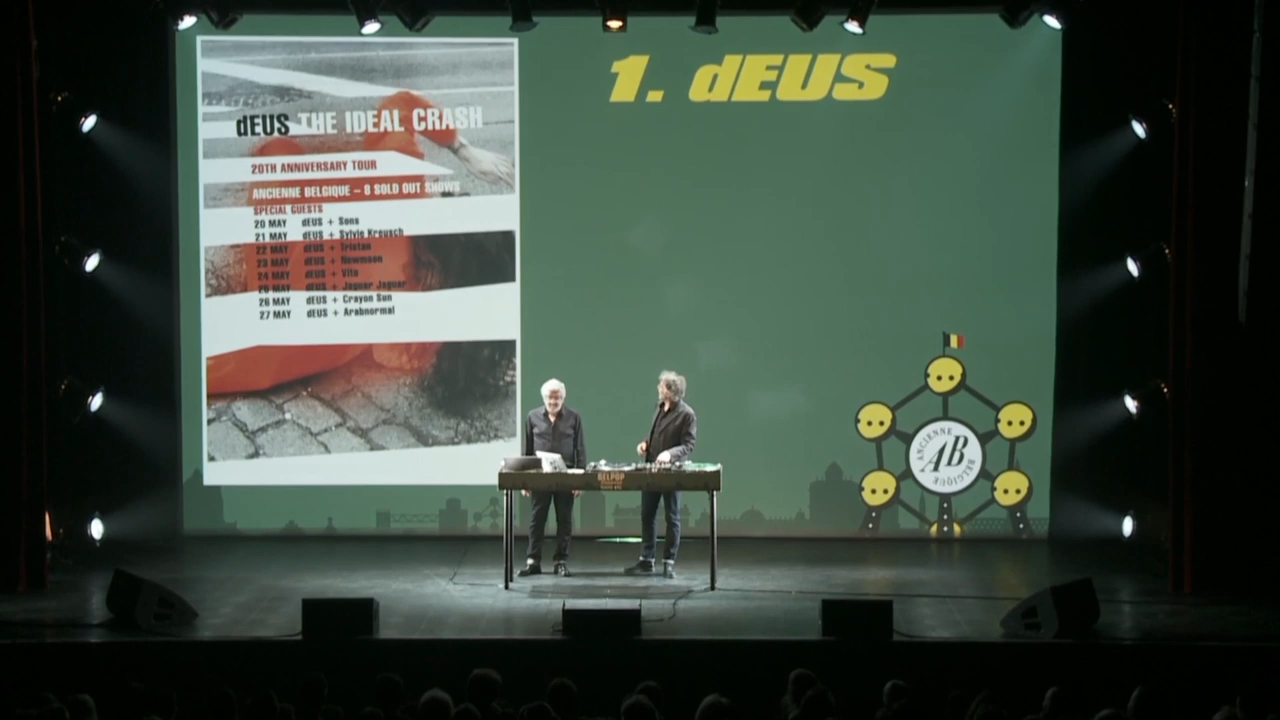 1. dEUS
dEUS THE IDEAL CRASH
20TH ANNIVERSARY TOUR
ANCIENNE BELGIQUE – 8 SOLD OUT SHOWS
SPECIAL GUESTS
20 MAY dEUS + Sons
21 MAY dEUS + Sylvie Kreusch
22 MAY dEUS + Tristan
23 MAY dEUS + Newmoon
24 MAY dEUS + Vito
25 MAY dEUS + Jaguar Jaguar
26 MAY dEUS + Crayon Sun
27 MAY dEUS + Arabnormal
ANCIENNE
AB
BELGIQUE
BELPOP